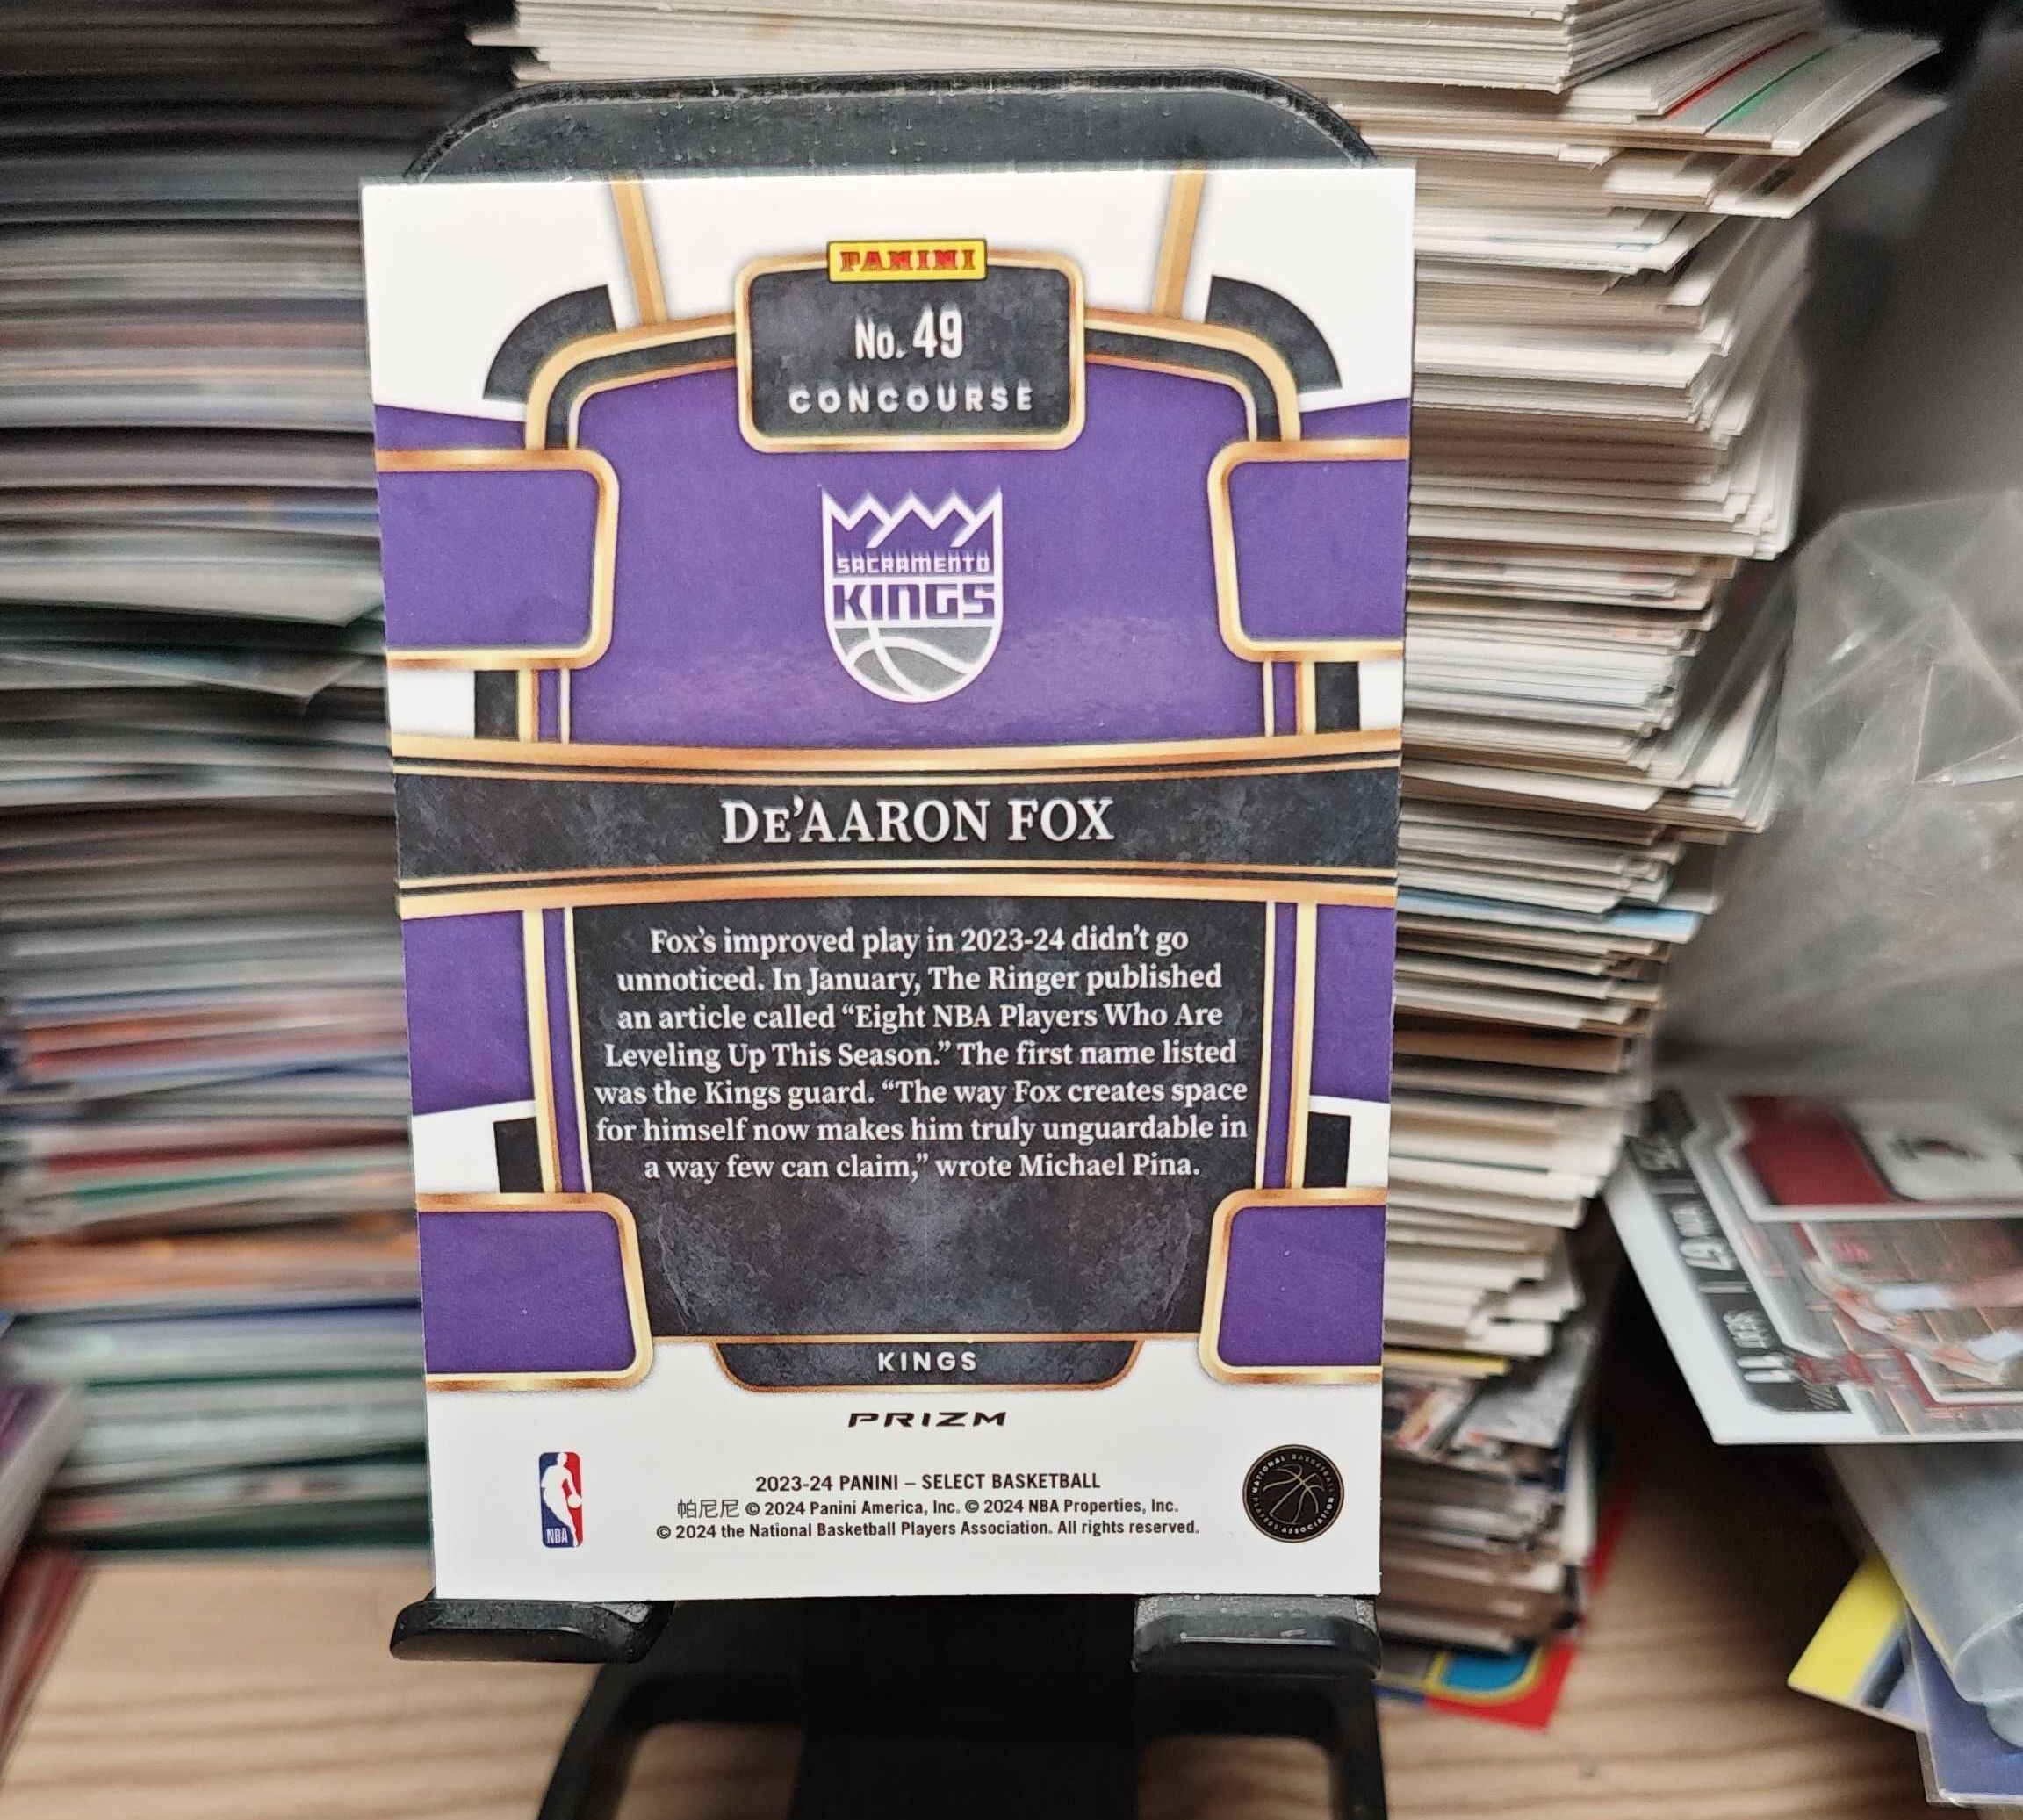 PANINI
No. 49
CONCOURSE
SACRAMENTO
KINGS
DE'AARON FOX
Fox's improved play in 2023-24 didn't go
unnoticed. In January, The Ringer published
an article called “Eight NBA Players Who Are
Leveling Up This Season.” The first name listed
was the Kings guard. “The way Fox creates space
for himself now makes him truly unguardable in
a way few can claim,” wrote Michael Pina.
KINGS
PRIZM
2023-24 PANINI – SELECT BASKETBALL
帕尼尼 © 2024 Panini America, Inc. © 2024 NBA Properties, Inc.
© 2024 the National Basketball Players Association. All rights reserved.
NBA
NATIONAL BASKETBALL
PLAYERS ASSOCIATION